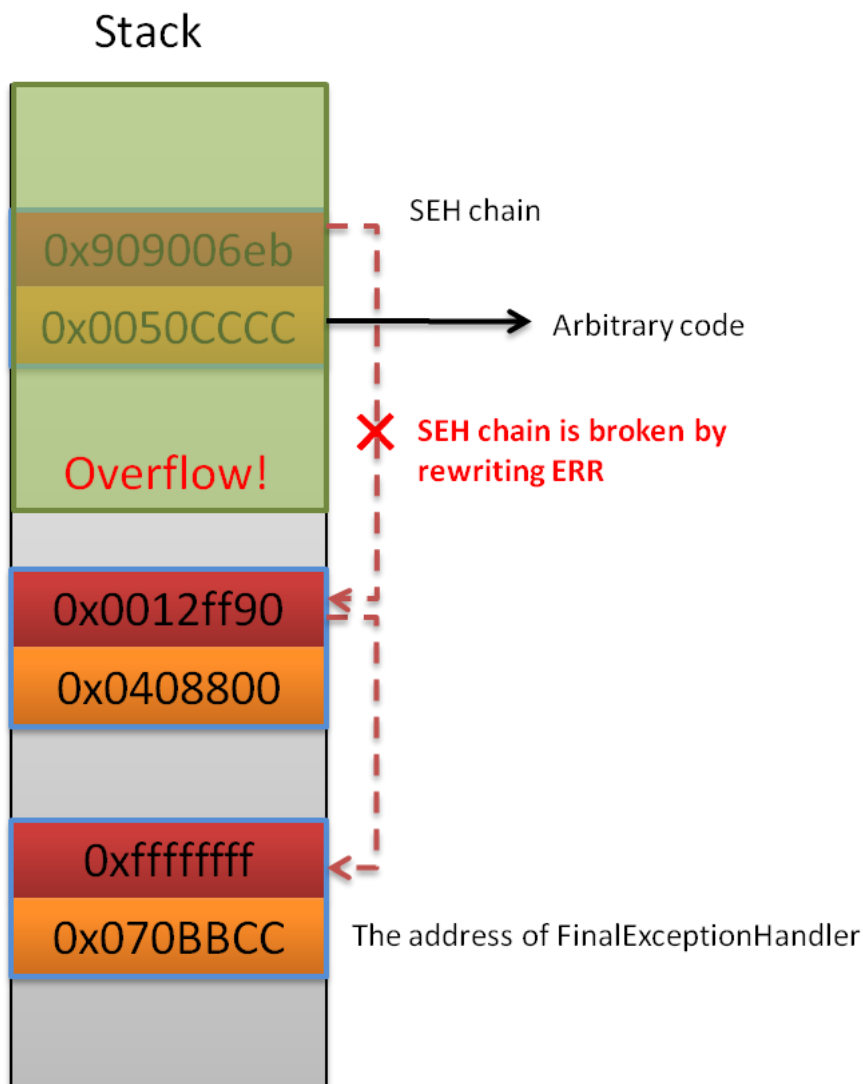 Stack
SEH chain
0x909006eb
0x0050CCCC
Arbitrary code
SEH chain is broken by
rewriting ERR
Overflow!
0x0012ff90
0x0408800
0xffffffff
0x070BBCC
The address of FinalExceptionHandler